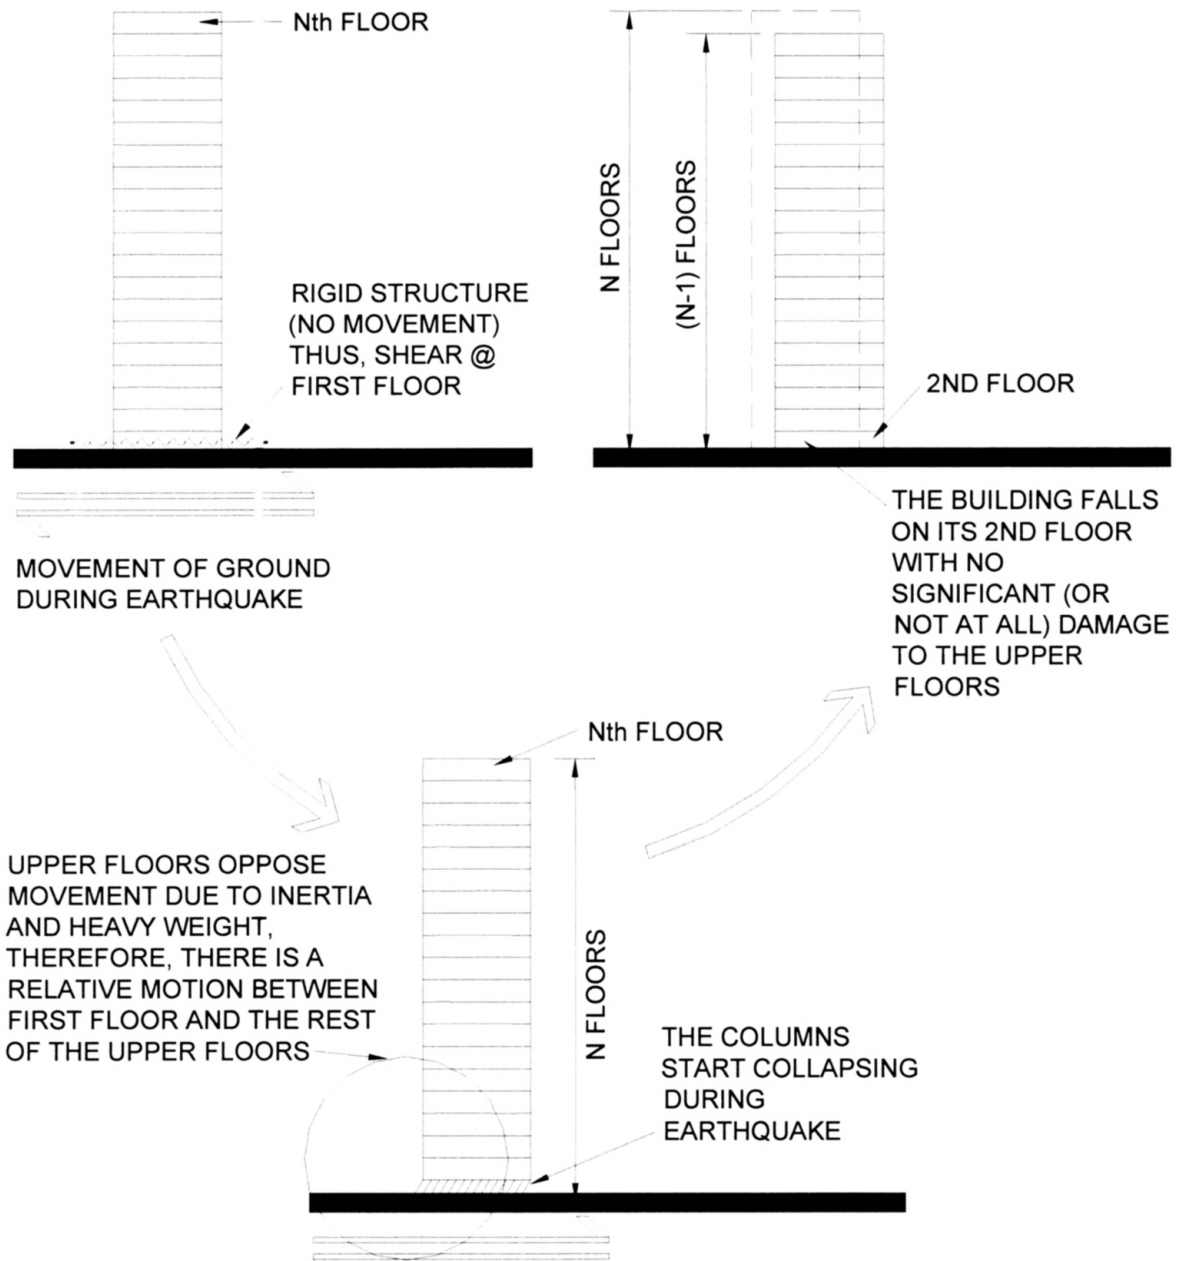 Nth FLOOR
RIGID STRUCTURE
(NO MOVEMENT)
THUS, SHEAR @
FIRST FLOOR
MOVEMENT OF GROUND
DURING EARTHQUAKE
N FLOORS
(N-1) FLOORS
2ND FLOOR
THE BUILDING FALLS
ON ITS 2ND FLOOR
WITH NO
SIGNIFICANT (OR
NOT AT ALL) DAMAGE
TO THE UPPER
FLOORS
Nth FLOOR
UPPER FLOORS OPPOSE
MOVEMENT DUE TO INERTIA
AND HEAVY WEIGHT,
THEREFORE, THERE IS A
RELATIVE MOTION BETWEEN
FIRST FLOOR AND THE REST
OF THE UPPER FLOORS
N FLOORS
THE COLUMNS
START COLLAPSING
DURING
EARTHQUAKE